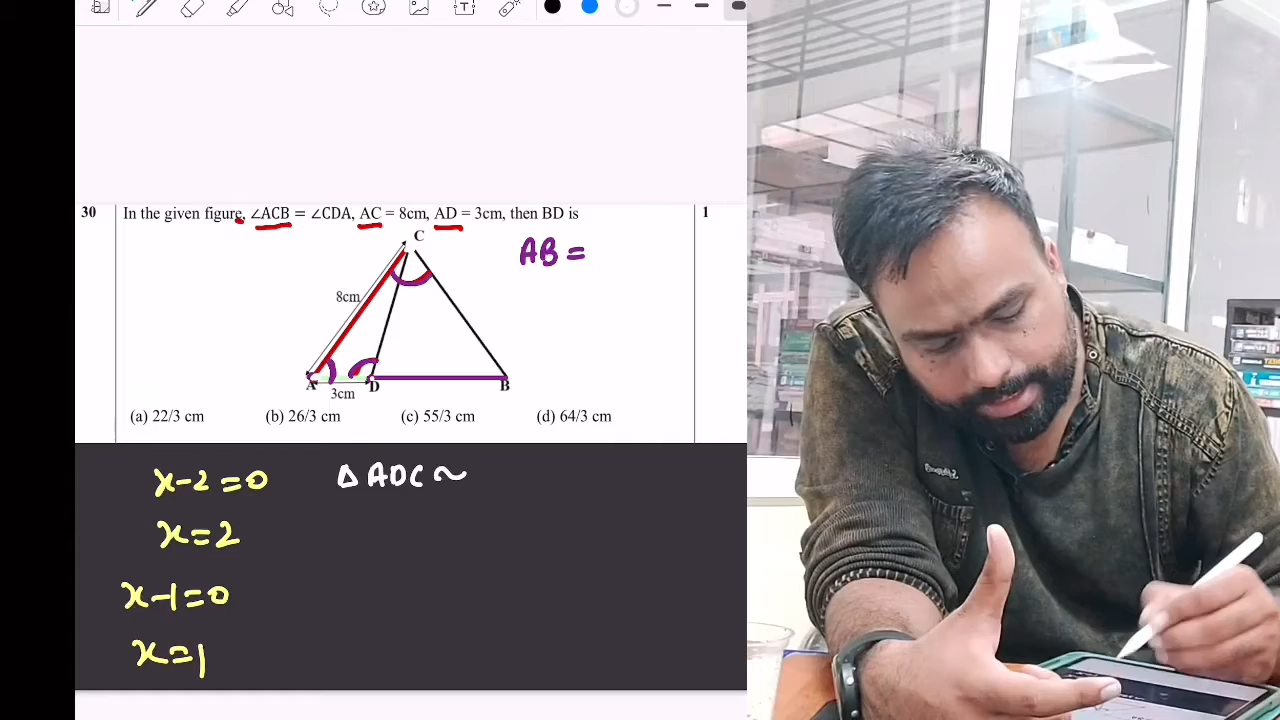 30 In the given figure, ∠ACB = ∠CDA, AC = 8cm, AD = 3cm, then BD is 1
C
AB =
8cm
A D B
3cm
(a) 22/3 cm (b) 26/3 cm (c) 55/3 cm (d) 64/3 cm
x-2=0 Δ ADC ~
x=2
x-1=0
x=1